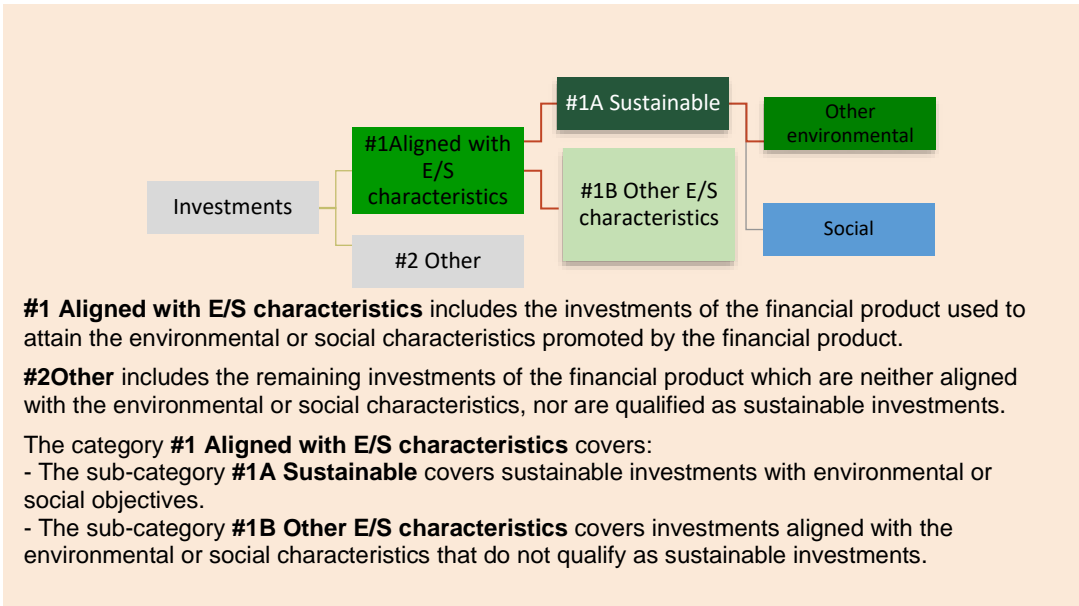 #1A Sustainable
Other
environmental
#1Aligned with
E/S
characteristics
#1B Other E/S
characteristics
Investments
Social
#2 Other
#1 Aligned with E/S characteristics includes the investments of the financial product used to
attain the environmental or social characteristics promoted by the financial product.
#2Other includes the remaining investments of the financial product which are neither aligned
with the environmental or social characteristics, nor are qualified as sustainable investments.
The category #1 Aligned with E/S characteristics covers:
- The sub-category #1A Sustainable covers sustainable investments with environmental or
social objectives.
- The sub-category #1B Other E/S characteristics covers investments aligned with the
environmental or social characteristics that do not qualify as sustainable investments.